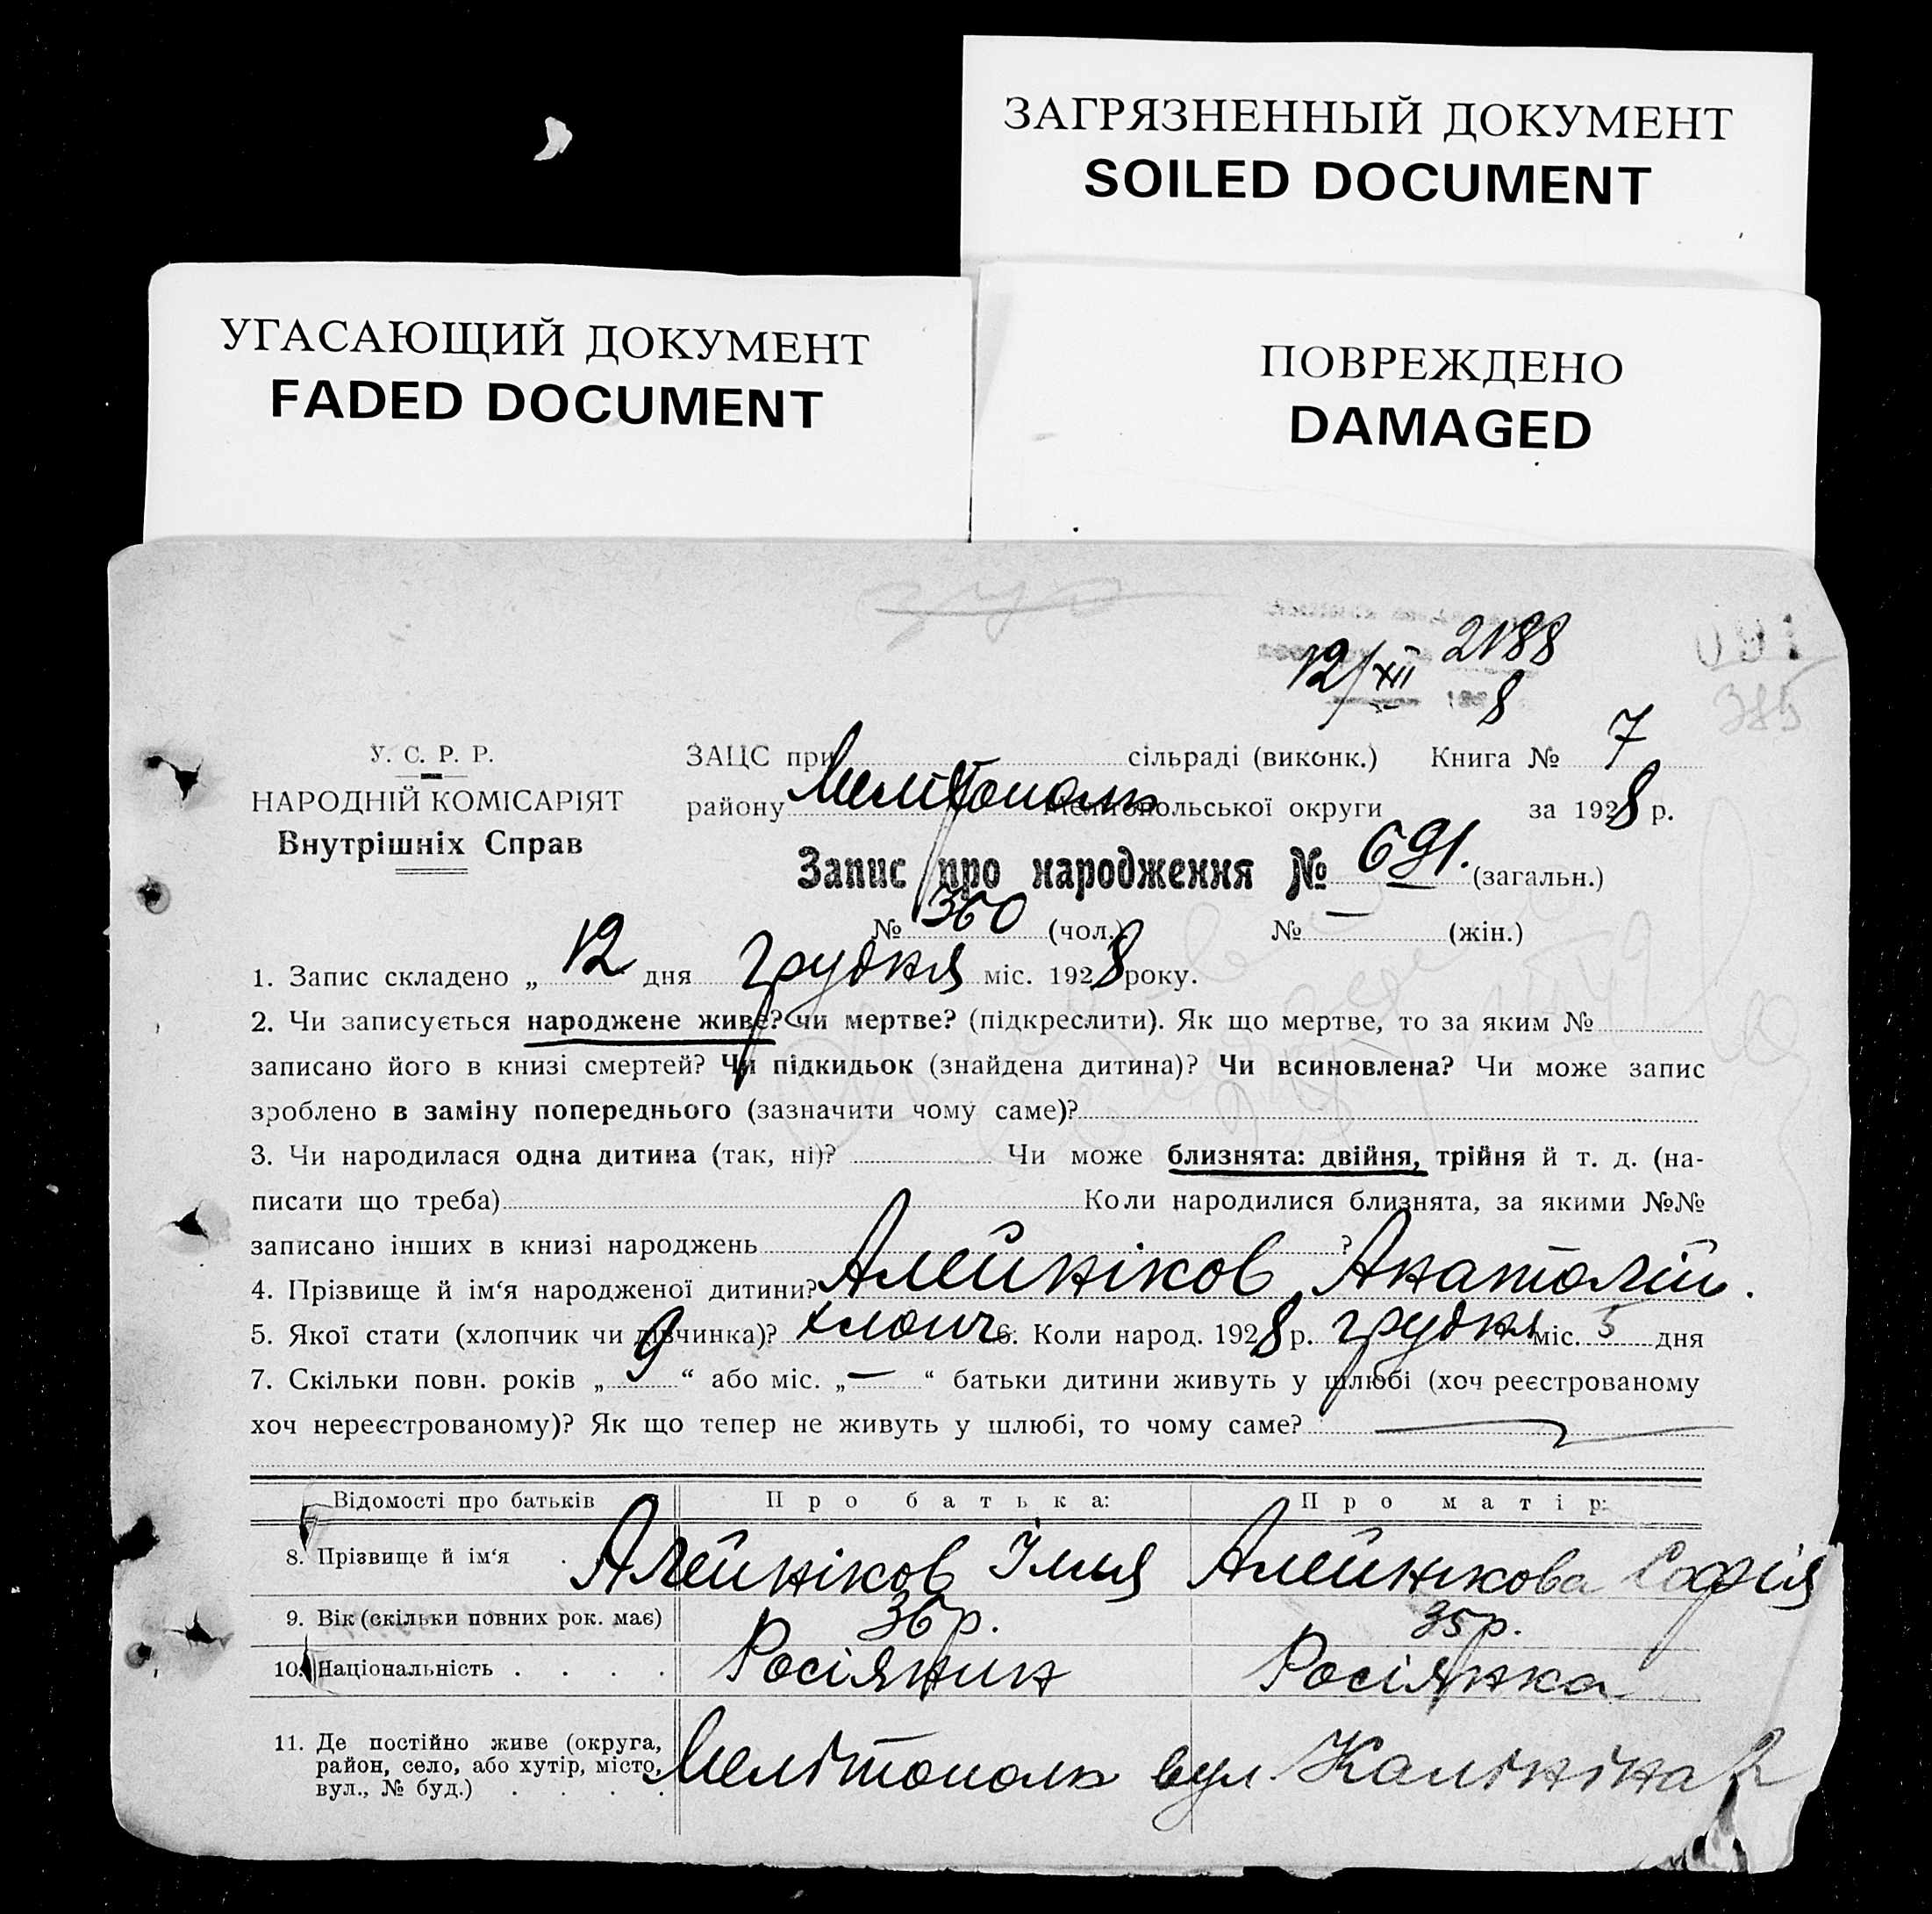 ЗАГРЯЗНЕННЫЙ ДОКУМЕНТ
SOILED DOCUMENT
УГАСАЮЩИЙ ДОКУМЕНТ
FADED DOCUMENT
ПОВРЕЖДЕНО
DAMAGED
2188
12/XII 8
385
У. С. Р. Р.
НАРОДНІЙ КОМІСАРІЯТ
Внутрішніх Справ
ЗАЦС при сільраді (виконк.) Книга № 7
району Мелітополь Мелітопольської округи за 1928 р.
Запис про народження № 691. (загальн.)
№ 360 (чол.) № — (жін.)
1. Запис складено „ 12 дня грудня міс. 1928 року.
2. Чи записується народжене живе? чи мертве? (підкреслити). Як що мертве, то за яким №
записано його в книзі смертей? Чи підкидьок (знайдена дитина)? Чи всиновлена? Чи може запис
зроблено в заміну попереднього (зазначити чому саме)?
3. Чи народилася одна дитина (так, ні)? Чи може близнята: двійня, трійня й т. д. (на-
писати що треба) Коли народилися близнята, за якими №№
записано інших в книзі народжень ?
4. Прізвище й ім‘я народженої дитини? Алейніков Анатолій.
5. Якої стати (хлопчик чи дівчинка)? хлопч 6. Коли народ. 1928 р. грудня міс. 5 дня
7. Скільки повн. років „ 9 “ або міс. „ — “ батьки дитини живуть у шлюбі (хоч реєстрованому
хоч нереєстрованому)? Як що тепер не живуть у шлюбі, то чому саме?
Відомості про батьків Про батька: Про матір:
8. Прізвище й ім‘я . Алейніков Ілля Алейнікова Софія
9. Вік (скільки повних рок. має) 36 р. 35 р.
10. Національність . . . . Росіянин Росіянка
11. Де постійно живе (округа,
район, село, або хутір, місто,
вул., № буд.) . . . . Мелітополь вул. Калініна 2